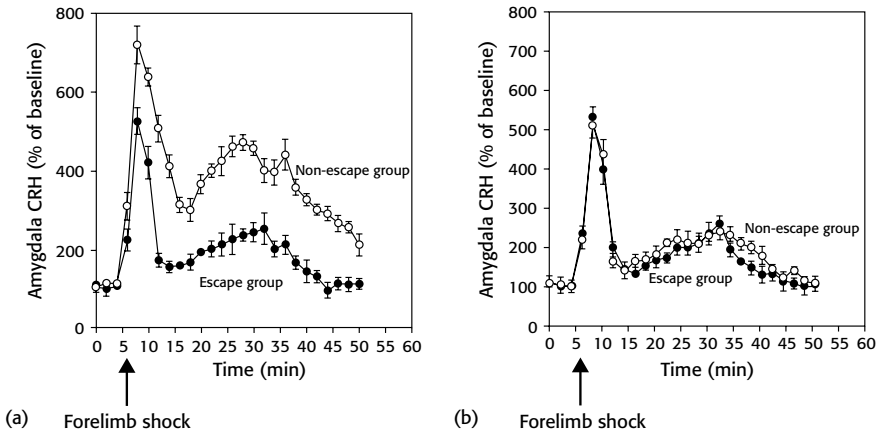 800
600
400
200
0
Amygdala CRH (% of baseline)
Non-escape group
Escape group
0 5 10 15 20 25 30 35 40 45 50 55 60
Time (min)
(a) Forelimb shock
800
700
600
500
400
300
200
100
0
Amygdala CRH (% of baseline)
Non-escape group
Escape group
0 5 10 15 20 25 30 35 40 45 50 55 60
Time (min)
(b) Forelimb shock